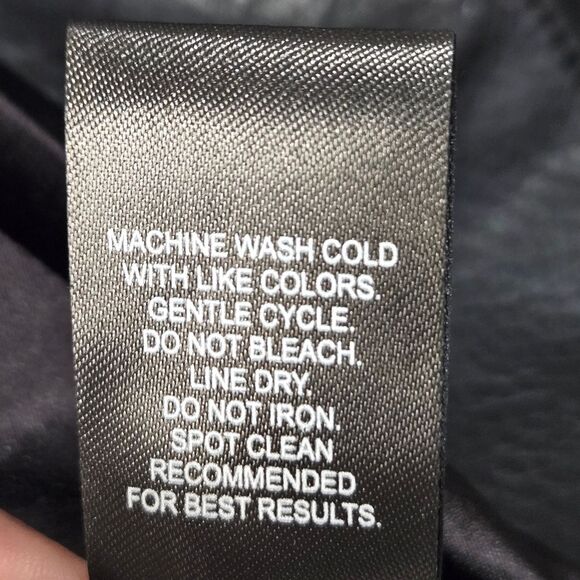 MACHINE WASH COLD
WITH LIKE COLORS.
GENTLE CYCLE.
DO NOT BLEACH.
LINE DRY.
DO NOT IRON.
SPOT CLEAN
RECOMMENDED
FOR BEST RESULTS.